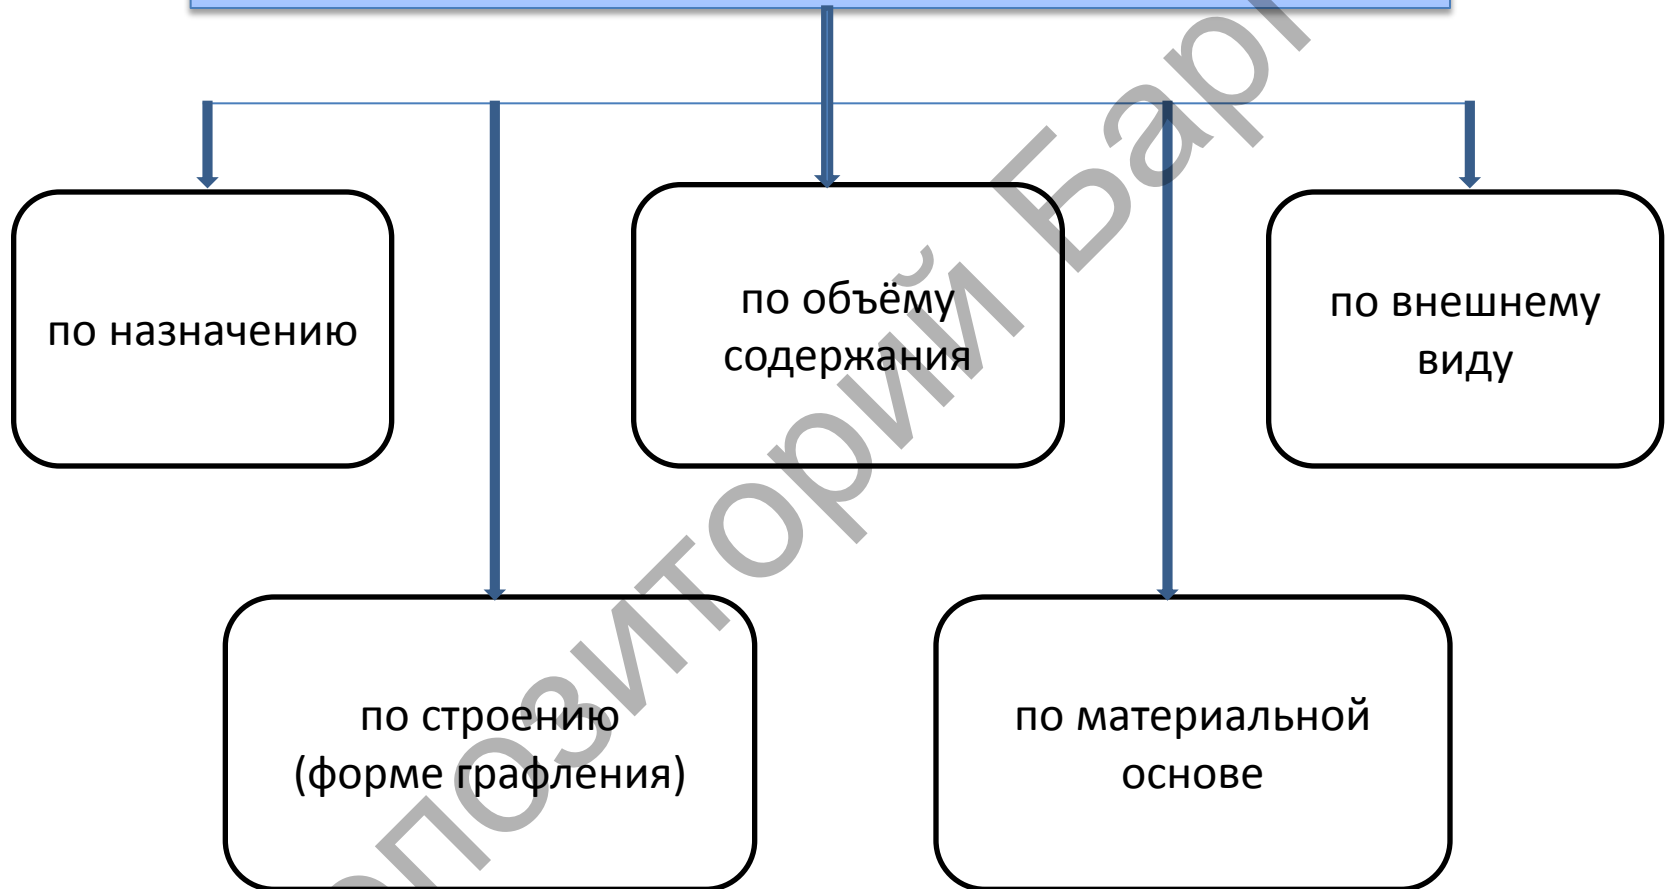 по назначению
по объёму
содержания
по внешнему
виду
по строению
(форме графления)
по материальной
основе